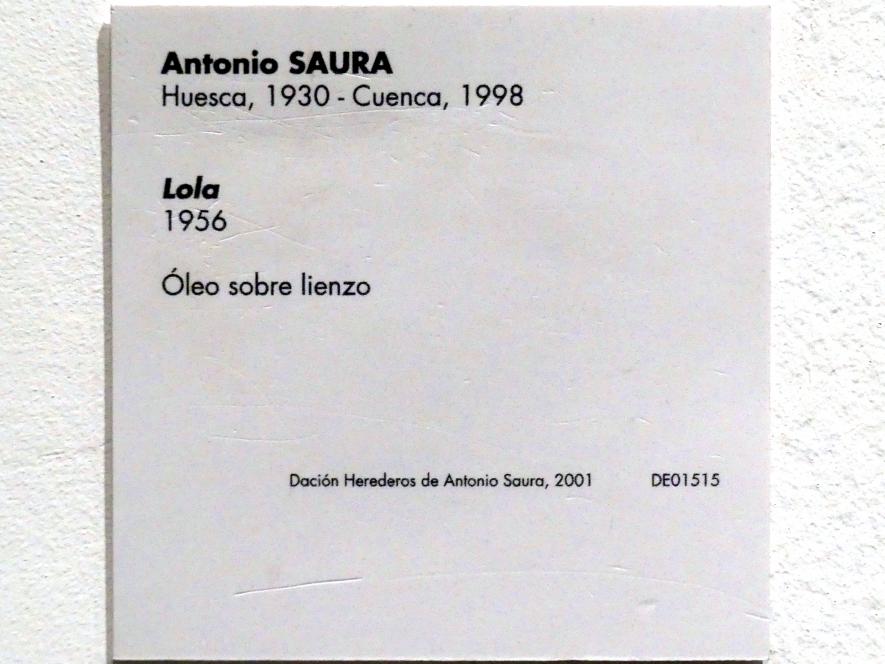 Antonio SAURA
Huesca, 1930 - Cuenca, 1998
Lola
1956
Óleo sobre lienzo
Dación Herederos de Antonio Saura, 2001 DE01515